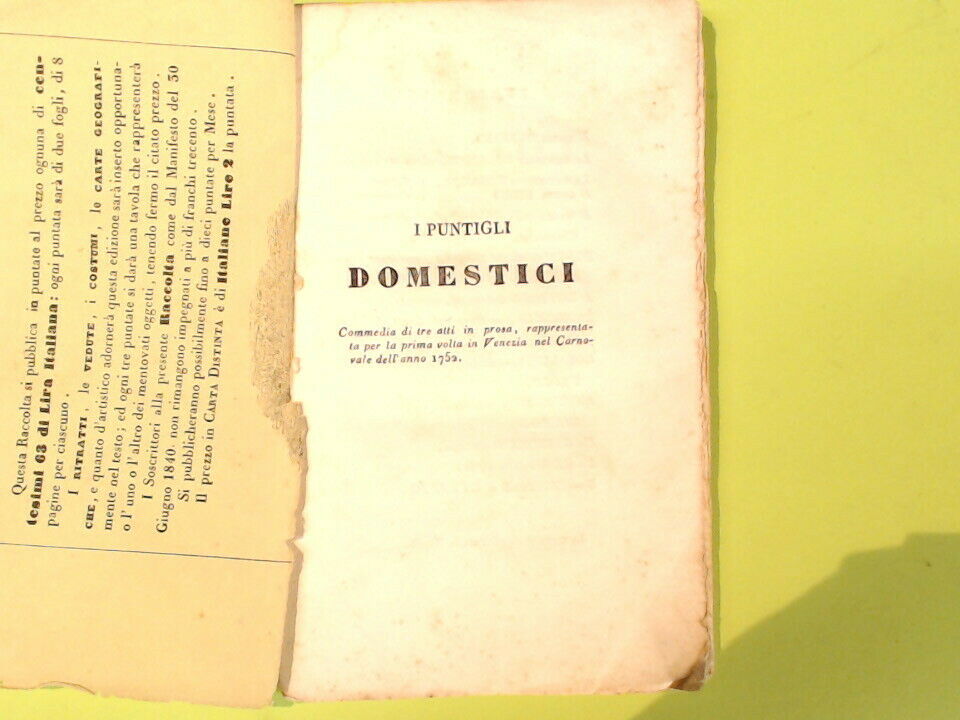 Questa Raccolta si pubblica in puntate al prezzo ognuna di cen-
tesimi 63 di Lira Italiana: ogni puntata sarà di due fogli, di 8
pagine per ciascuno.
I RITRATTI, le VEDUTE, i COSTUMI, le CARTE GEOGRAFI-
CHE, e quanto d'artistico adornerà questa edizione sarà inserto opportuna-
mente nel testo; ed ogni tre puntate si darà una tavola che rappresenterà
o l'uno o l'altro dei mentovati oggetti, tenendo fermo il citato prezzo.
I Soscrittori alla presente Raccolta come dal Manifesto del 30
Giugno 1840. non rimangono impegnati a più di franchi trecento.
Si pubblicheranno possibilmente fino a dieci puntate per Mese.
Il prezzo in CARTA DISTINTA è di Italiane Lire 2 la puntata.
I PUNTIGLI
DOMESTICI
Commedia di tre atti in prosa, rappresenta-
ta per la prima volta in Venezia nel Carno-
vale dell'anno 1752.